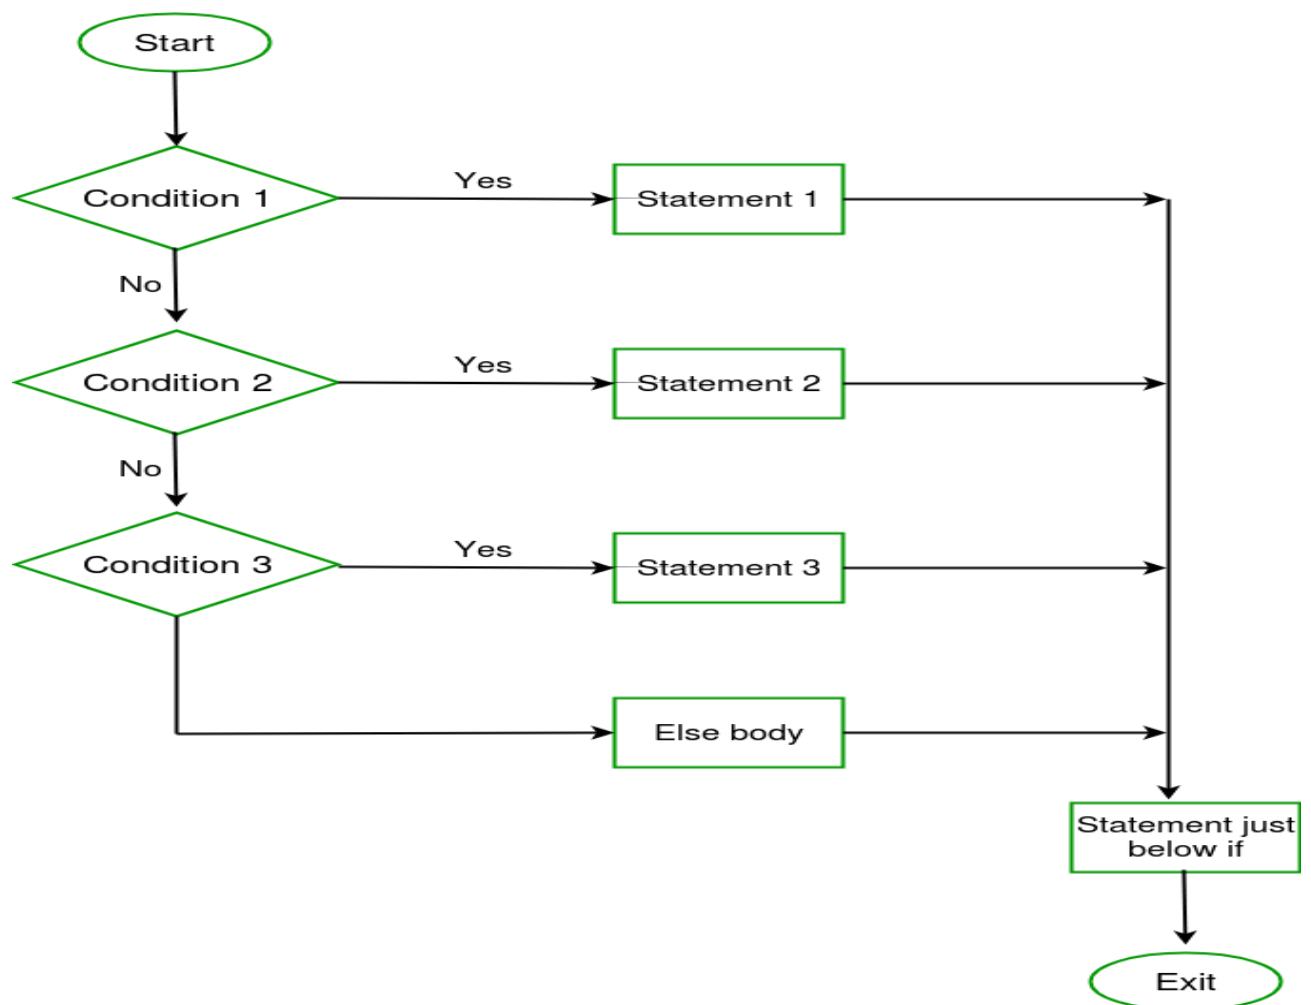 Start
Condition 1
Yes
Statement 1
No
Condition 2
Yes
Statement 2
No
Condition 3
Yes
Statement 3
Else body
Statement just
below if
Exit